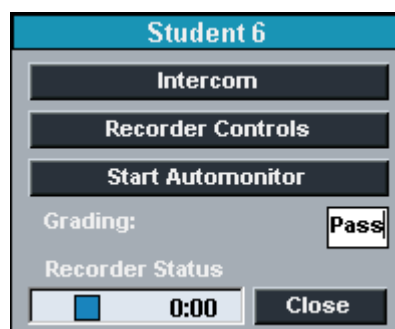 Student 6
Intercom
Recorder Controls
Start Automonitor
Grading: Pass
Recorder Status
0:00 Close